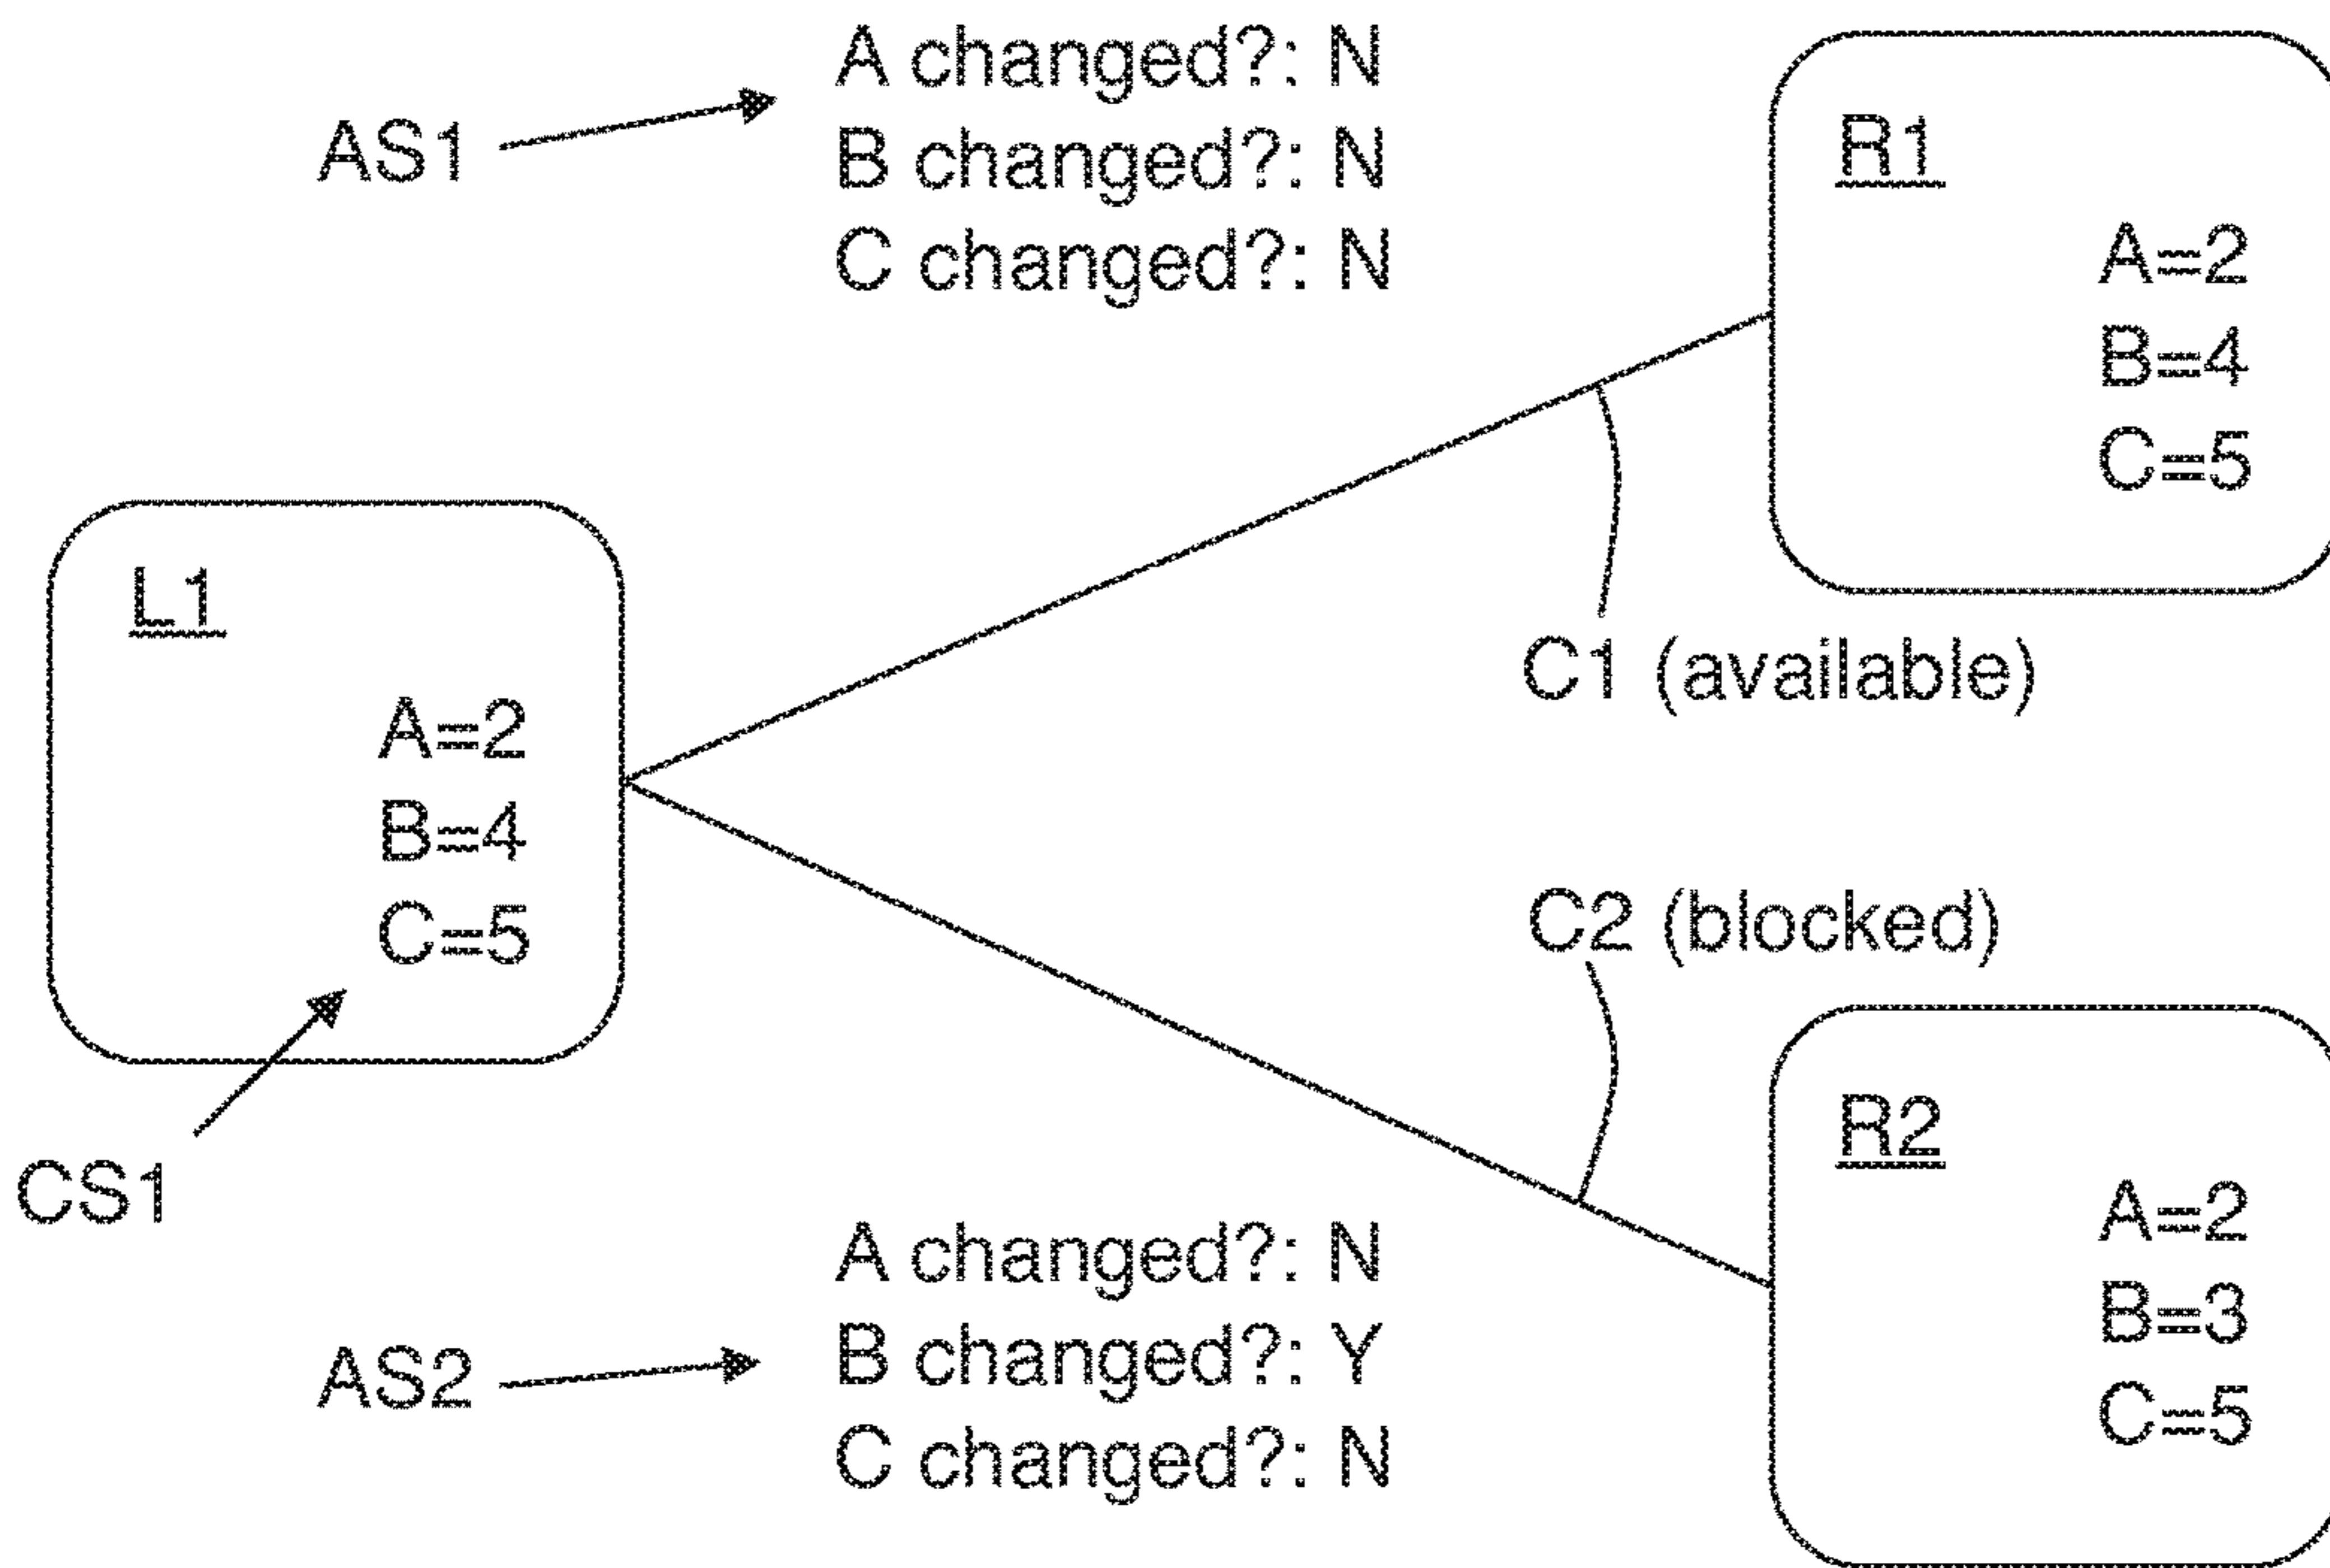 AS1
A changed?: N
B changed?: N
C changed?: N
R1
A=2
B=4
C=5
C1 (available)
L1
A=2
B=4
C=5
CS1
C2 (blocked)
R2
A=2
B=3
C=5
AS2
A changed?: N
B changed?: Y
C changed?: N